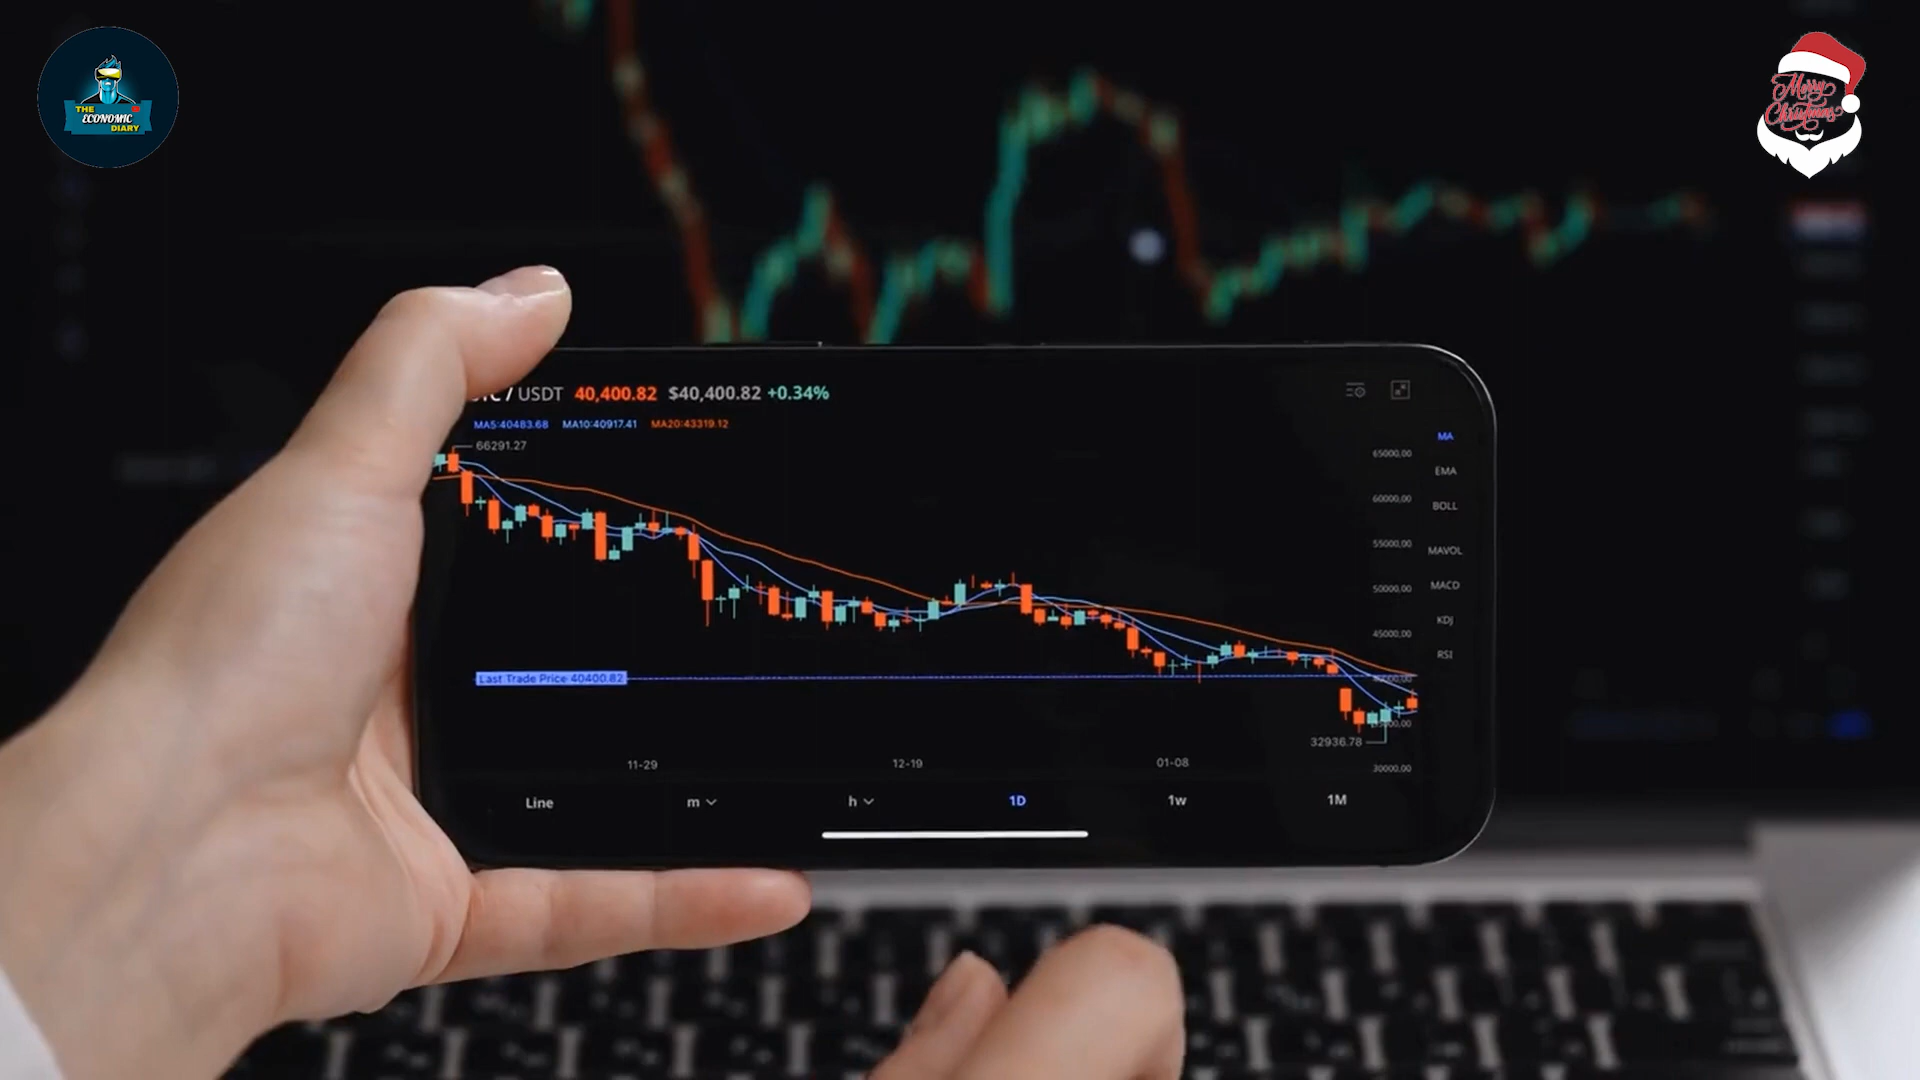 THE
ECONOMIC
DIARY
Merry
Christmas
/ USDT 40,400.82 $40,400.82 +0.34%
MA5:40483.68 MA10:40917.41 MA20:43319.12
66291.27
65000.00
60000.00
55000.00
50000.00
45000.00
40000.00
30000.00
MA
EMA
BOLL
MAVOL
MACD
KDJ
RSI
Last Trade Price 40400.82
32936.78
11-29 12-19 01-08
Line m h 1D 1w 1M